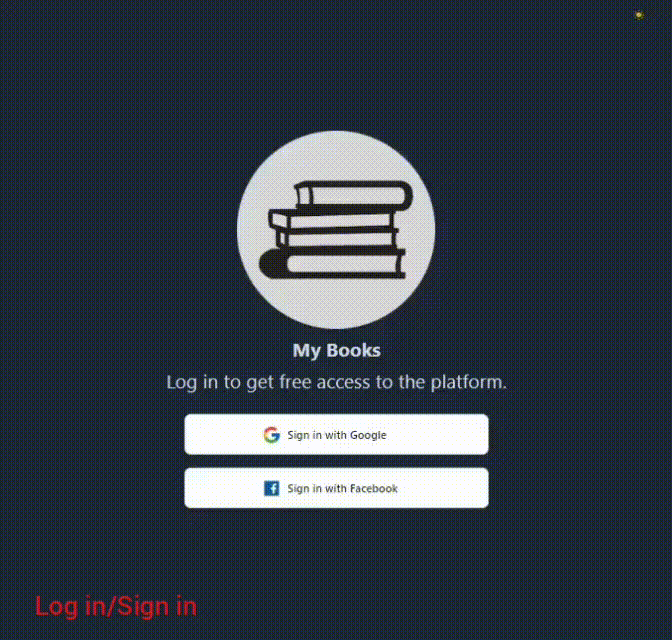 My Books
Log in to get free access to the platform.
Sign in with Google
Sign in with Facebook
Log in/Sign in